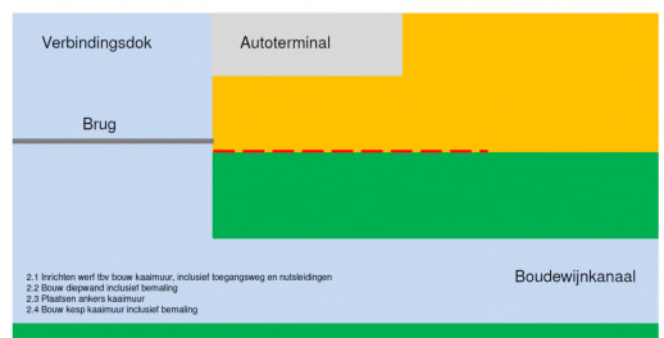 Verbindingsdok
Autoterminal
Brug
2.1 Inrichten werf tbv bouw kaaimuur, inclusief toegangsweg en nutsleidingen
2.2 Bouw diepwand inclusief bemaling
2.3 Plaatsen ankers kaaimuur
2.4 Bouw kesp kaaimuur inclusief bemaling
Boudewijnkanaal